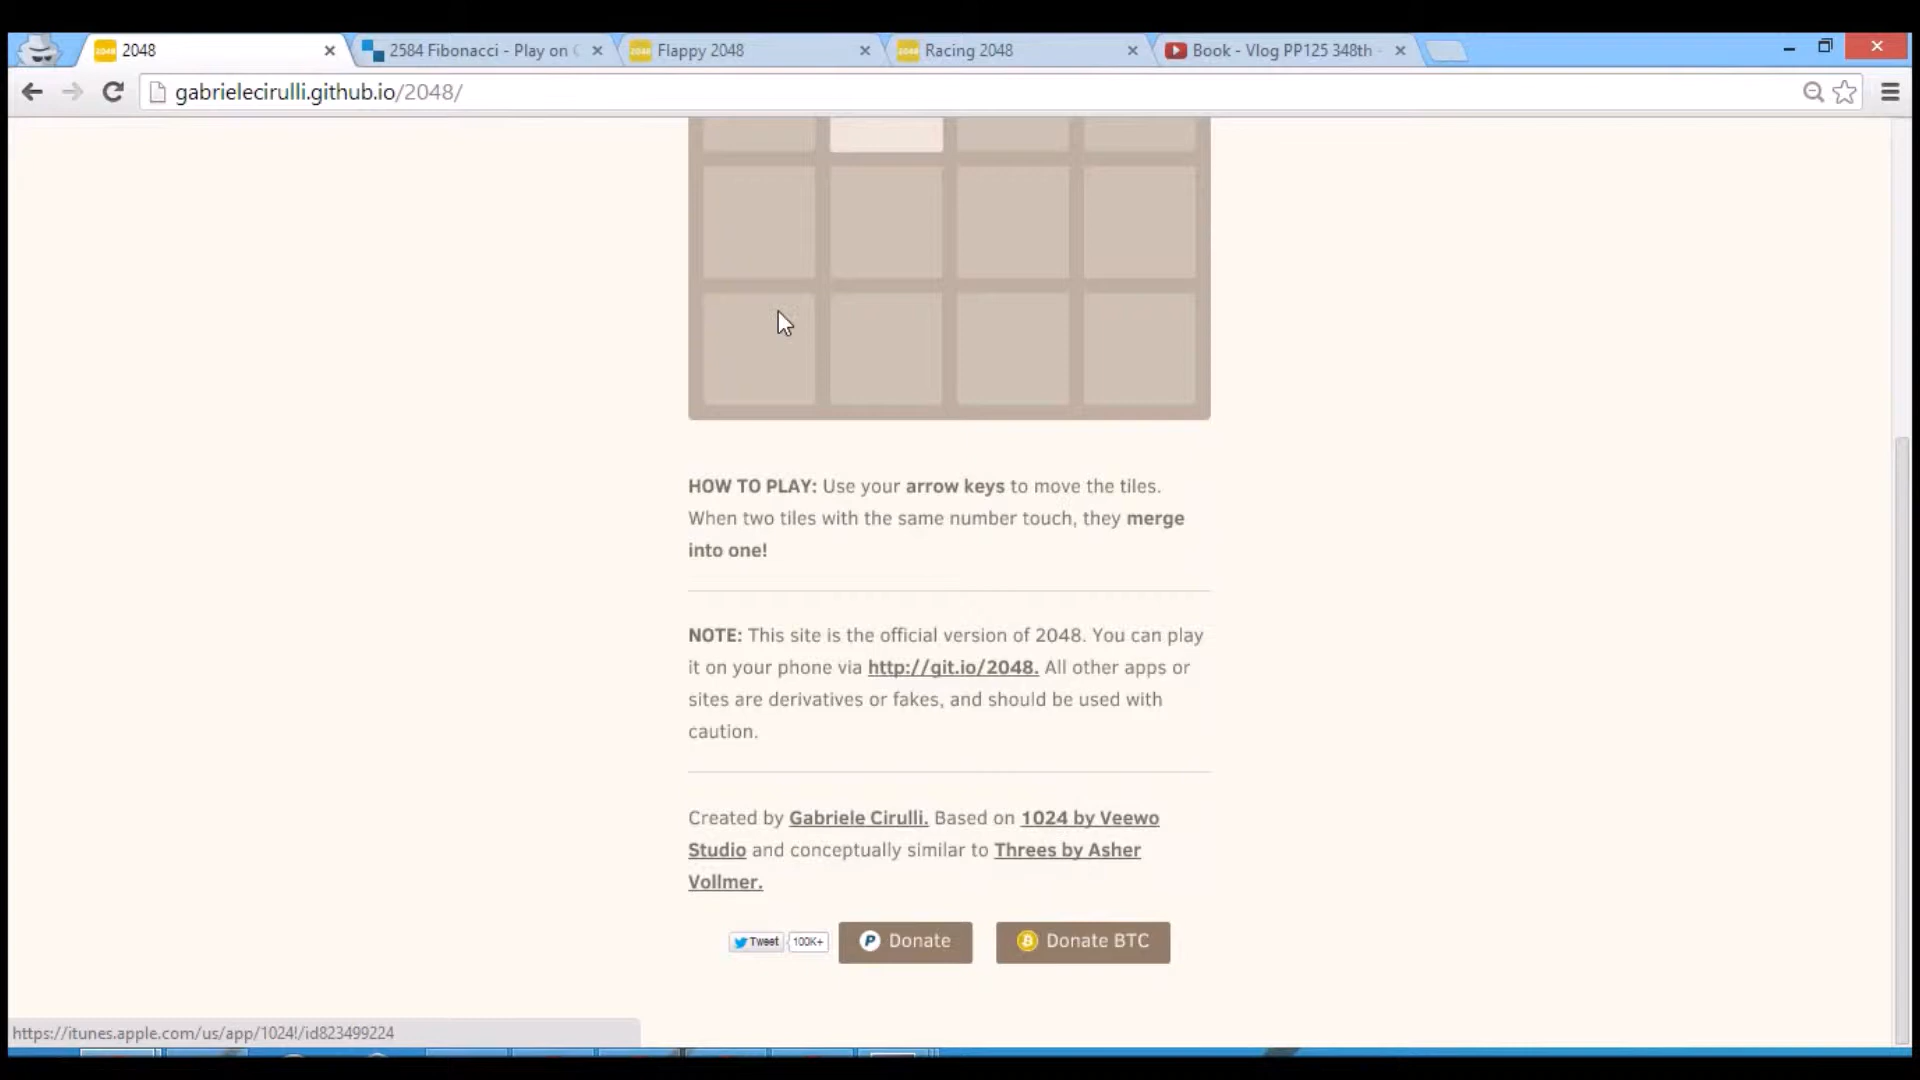 2048
2584 Fibonacci - Play on
Flappy 2048
Racing 2048
Book - Vlog PP125 348th -
gabrielecirulli.github.io/2048/
HOW TO PLAY: Use your arrow keys to move the tiles.
When two tiles with the same number touch, they merge
into one!
NOTE: This site is the official version of 2048. You can play
it on your phone via http://git.io/2048. All other apps or
sites are derivatives or fakes, and should be used with
caution.
Created by Gabriele Cirulli. Based on 1024 by Veewo
Studio and conceptually similar to Threes by Asher
Vollmer.
Tweet 100K+ Donate Donate BTC
https://itunes.apple.com/us/app/1024!/id823499224